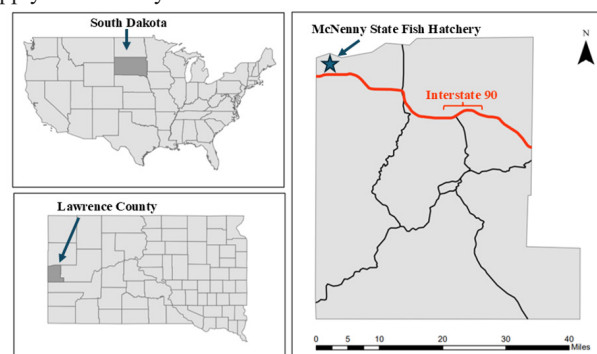 South Dakota
Lawrence County
McNenny State Fish Hatchery
N
Interstate 90
0 5 10 20 30 40
Miles